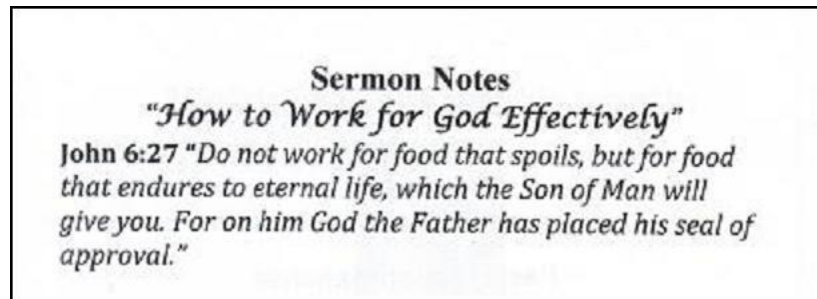 Sermon Notes
"How to Work for God Effectively"
John 6:27 "Do not work for food that spoils, but for food
that endures to eternal life, which the Son of Man will
give you. For on him God the Father has placed his seal of
approval."